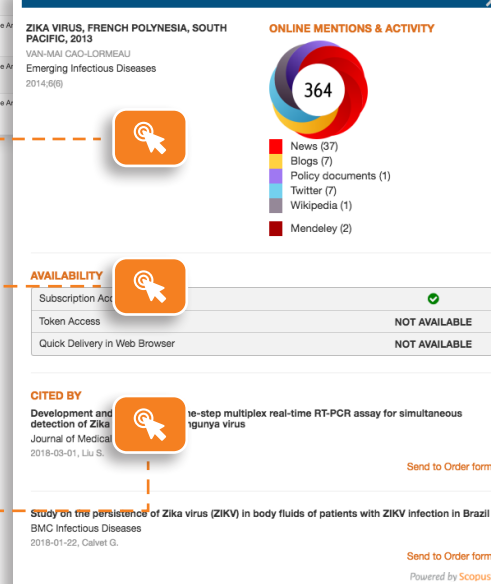 ZIKA VIRUS, FRENCH POLYNESIA, SOUTH
PACIFIC, 2013
VAN-MAI CAO-LORMEAU
Emerging Infectious Diseases
2014;6(6)
ONLINE MENTIONS & ACTIVITY
364
News (37)
Blogs (7)
Policy documents (1)
Twitter (7)
Wikipedia (1)
Mendeley (2)
AVAILABILITY
Subscription
Token Access NOT AVAILABLE
Quick Delivery in Web Browser NOT AVAILABLE
CITED BY
Development and multiplex real-time RT-PCR assay for simultaneous
detection of Zika virus
Journal of Medical
2018-03-01, Liu S.
Send to Order form
Study on the persistence of Zika virus (ZIKV) in body fluids of patients with ZIKV infection in Brazil
BMC Infectious Diseases
2018-01-22, Calvet G.
Send to Order form
Powered by Scopus